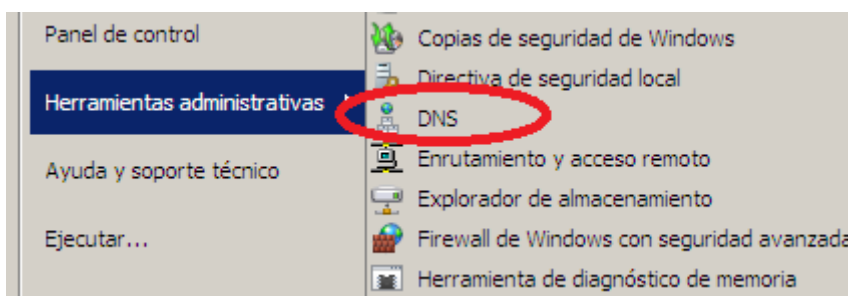 Panel de control
Herramientas administrativas
Ayuda y soporte técnico
Ejecutar...
Copias de seguridad de Windows
Directiva de seguridad local
DNS
Enrutamiento y acceso remoto
Explorador de almacenamiento
Firewall de Windows con seguridad avanzada
Herramienta de diagnóstico de memoria